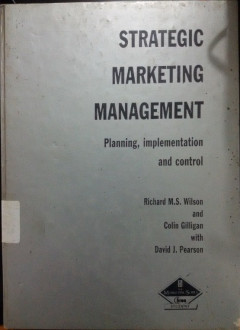 STRATEGIC
MARKETING
MANAGEMENT
Planning, implementation
and control
Richard M.S. Wilson
and
Colin Gilligan
with
David J. Pearson